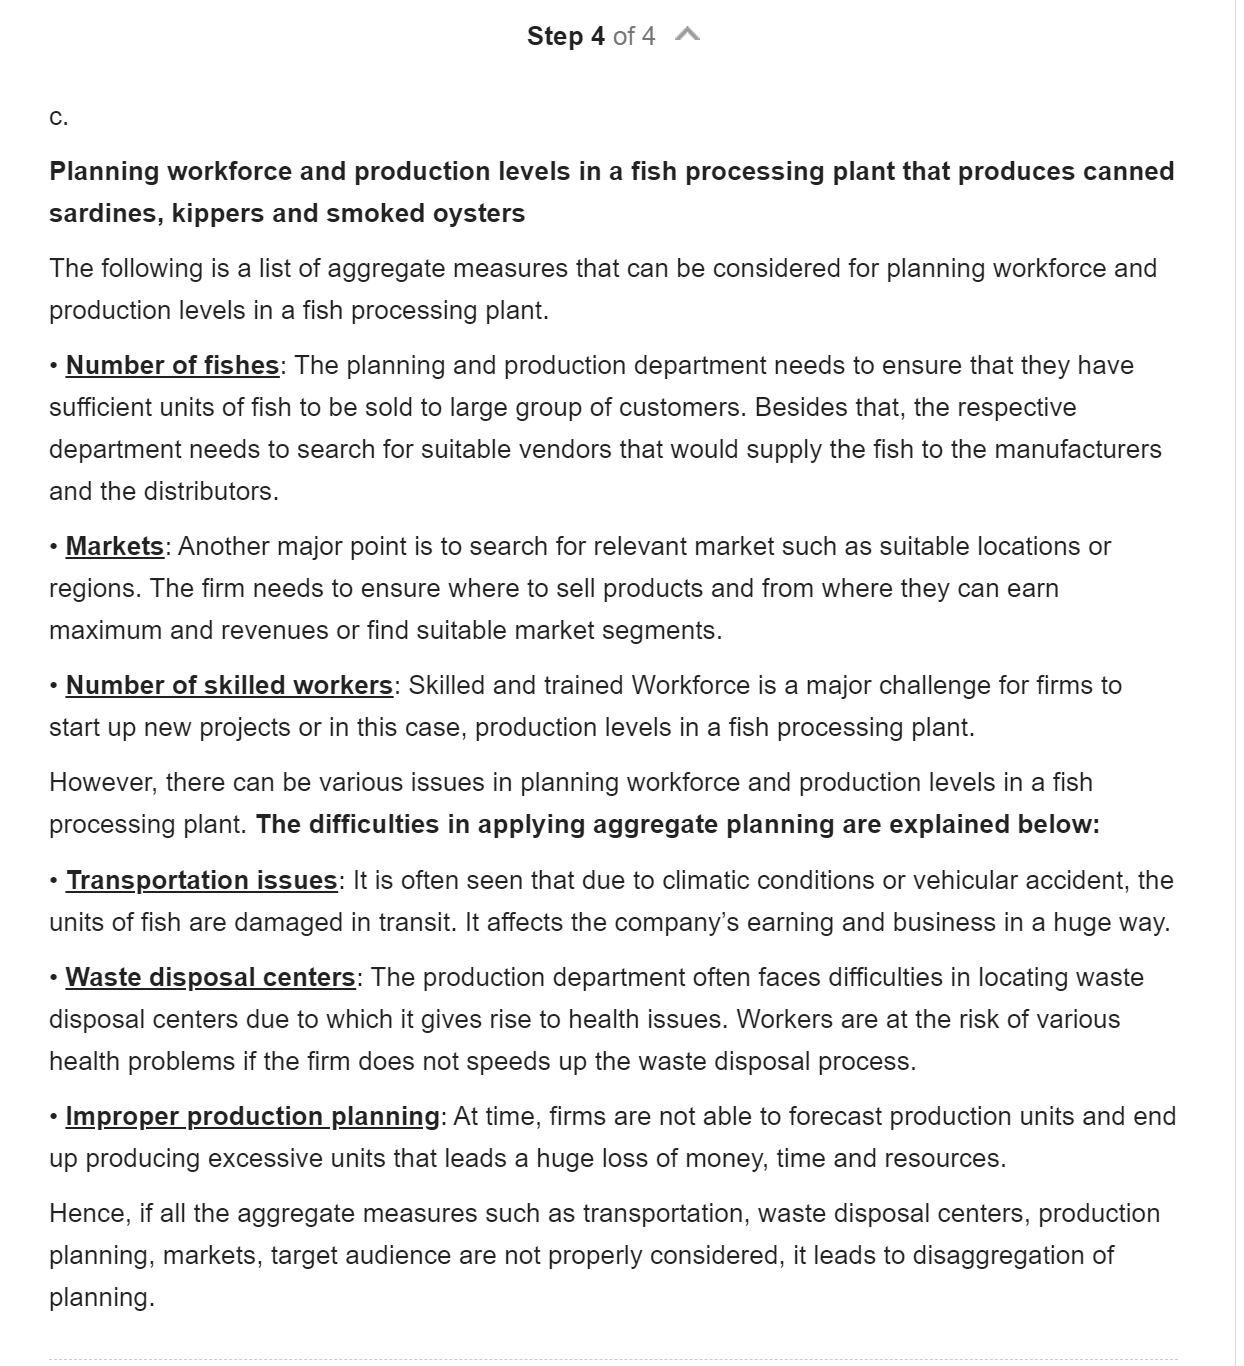 Step 4 of 4
c.
Planning workforce and production levels in a fish processing plant that produces canned
sardines, kippers and smoked oysters
The following is a list of aggregate measures that can be considered for planning workforce and
production levels in a fish processing plant.
• Number of fishes: The planning and production department needs to ensure that they have
sufficient units of fish to be sold to large group of customers. Besides that, the respective
department needs to search for suitable vendors that would supply the fish to the manufacturers
and the distributors.
• Markets: Another major point is to search for relevant market such as suitable locations or
regions. The firm needs to ensure where to sell products and from where they can earn
maximum and revenues or find suitable market segments.
• Number of skilled workers: Skilled and trained Workforce is a major challenge for firms to
start up new projects or in this case, production levels in a fish processing plant.
However, there can be various issues in planning workforce and production levels in a fish
processing plant. The difficulties in applying aggregate planning are explained below:
• Transportation issues: It is often seen that due to climatic conditions or vehicular accident, the
units of fish are damaged in transit. It affects the company's earning and business in a huge way.
• Waste disposal centers: The production department often faces difficulties in locating waste
disposal centers due to which it gives rise to health issues. Workers are at the risk of various
health problems if the firm does not speeds up the waste disposal process.
• Improper production planning: At time, firms are not able to forecast production units and end
up producing excessive units that leads a huge loss of money, time and resources.
Hence, if all the aggregate measures such as transportation, waste disposal centers, production
planning, markets, target audience are not properly considered, it leads to disaggregation of
planning.